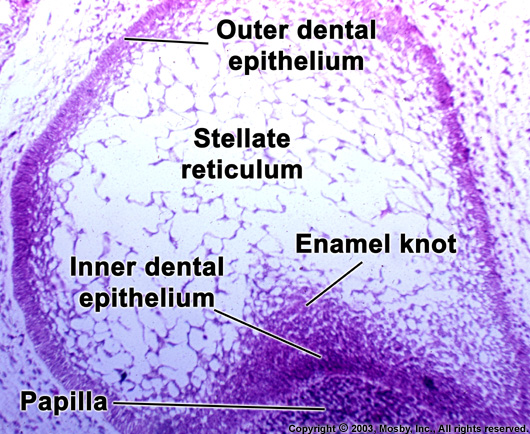 Outer dental
epithelium
Stellate
reticulum
Enamel knot
Inner dental
epithelium
Papilla
Copyright © 2003, Mosby, Inc., All rights reserved.